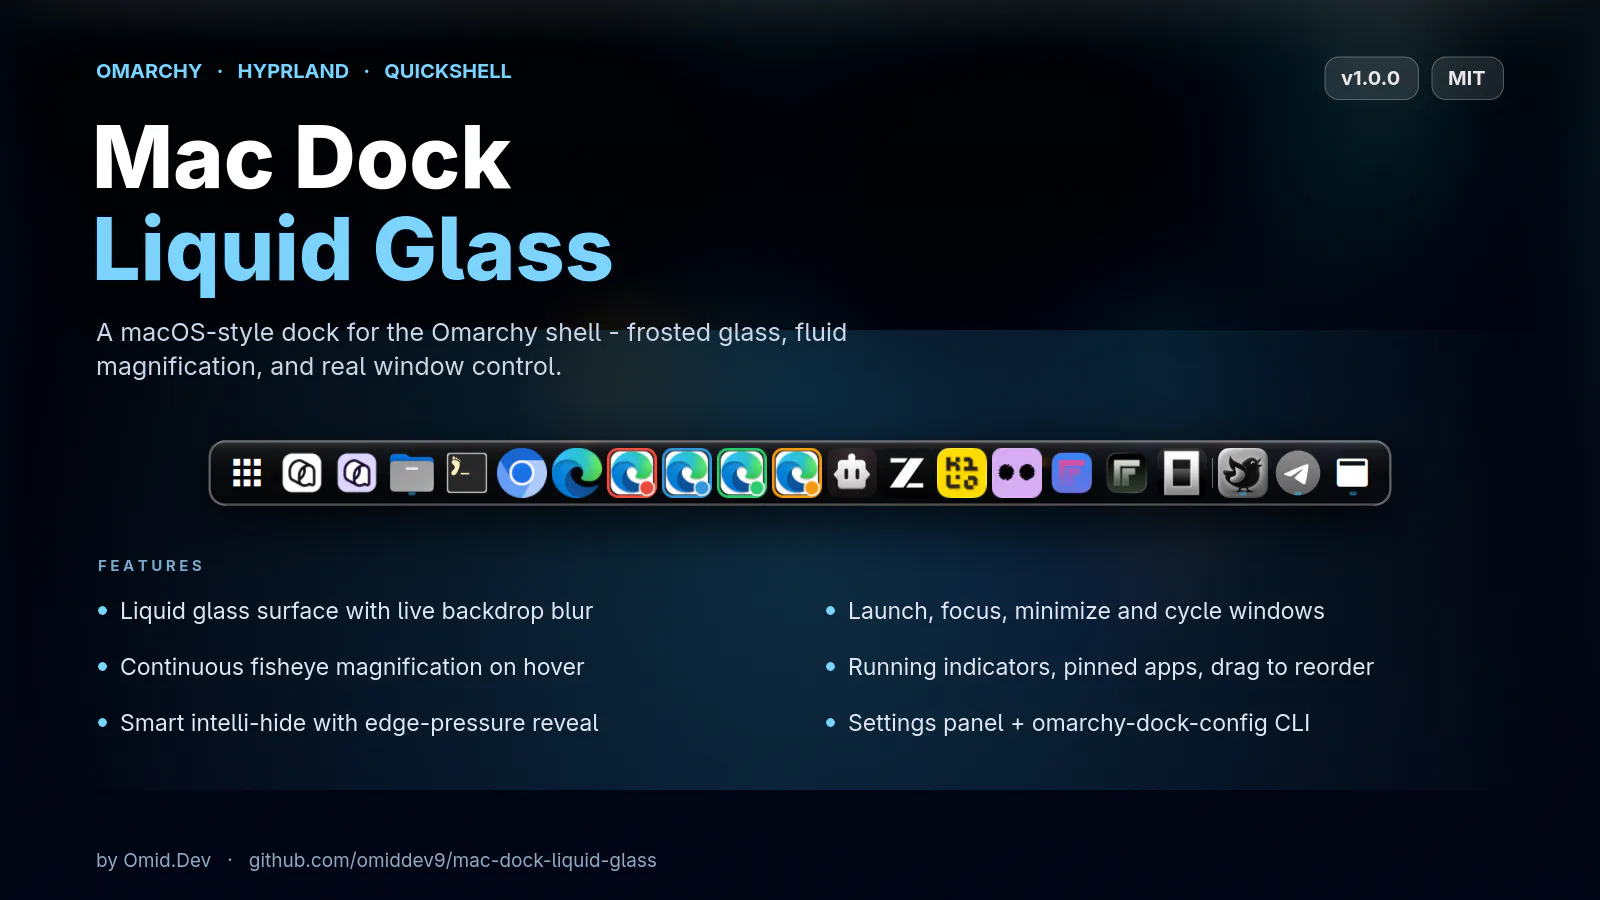 OMARCHY · HYPRLAND · QUICKSHELL
v1.0.0
MIT
Mac Dock
Liquid Glass
A macOS-style dock for the Omarchy shell - frosted glass, fluid
magnification, and real window control.
KILO
FEATURES
Liquid glass surface with live backdrop blur
Continuous fisheye magnification on hover
Smart intelli-hide with edge-pressure reveal
Launch, focus, minimize and cycle windows
Running indicators, pinned apps, drag to reorder
Settings panel + omarchy-dock-config CLI
by Omid.Dev · github.com/omiddev9/mac-dock-liquid-glass